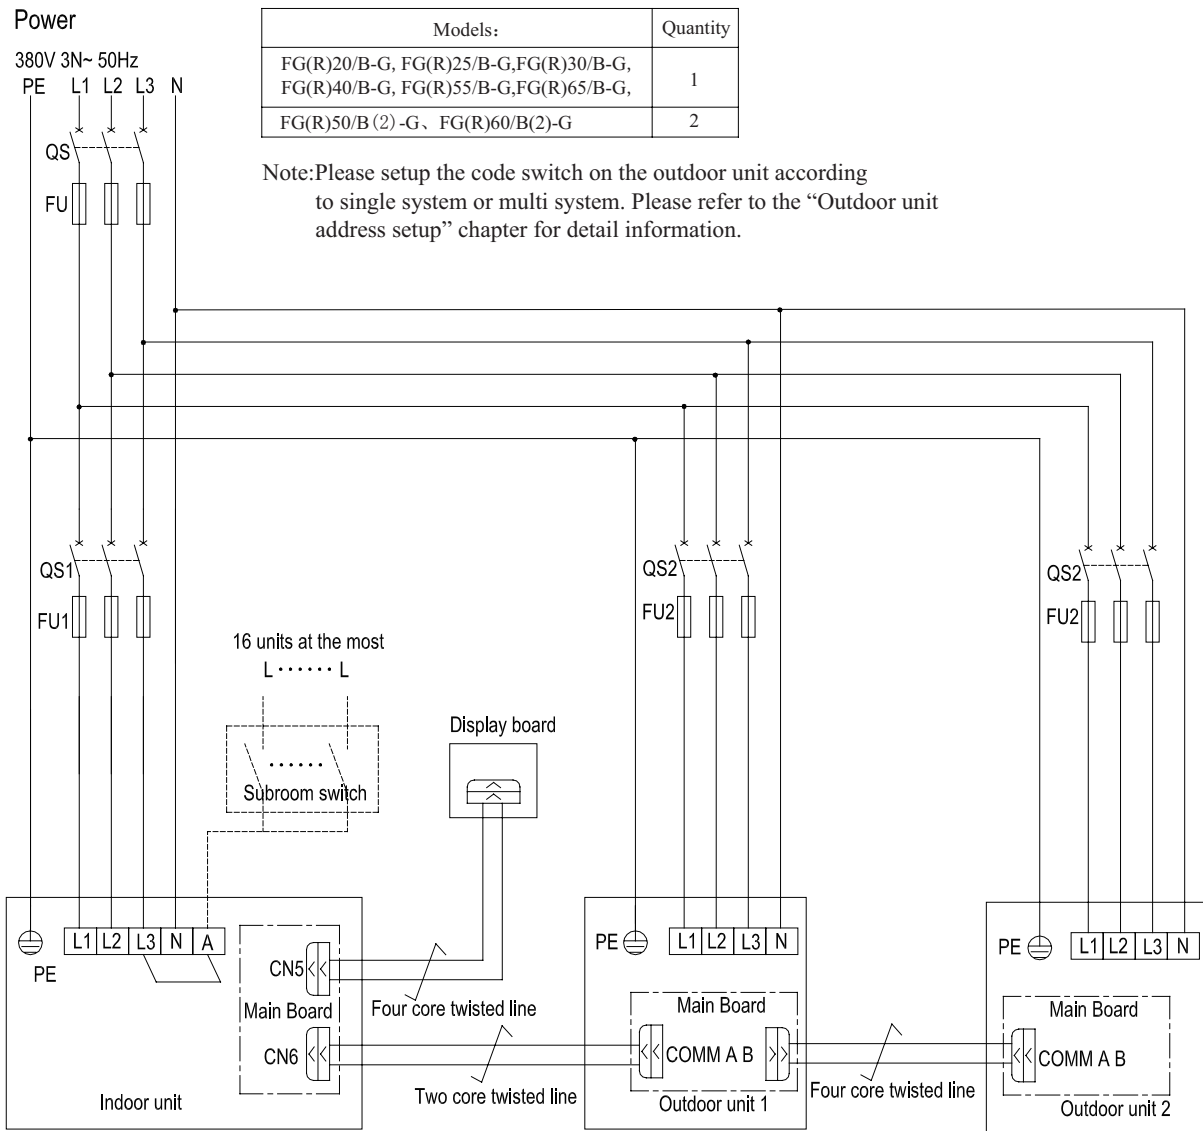 Power
380V 3N~ 50Hz
PE L1 L2 L3 N
QS
FU
Models: Quantity
FG(R)20/B-G, FG(R)25/B-G,FG(R)30/B-G,
FG(R)40/B-G, FG(R)55/B-G,FG(R)65/B-G,
1
FG(R)50/B（2）-G、FG(R)60/B(2)-G 2
Note:Please setup the code switch on the outdoor unit according
to single system or multi system. Please refer to the “Outdoor unit
address setup” chapter for detail information.
QS1
FU1
QS2
FU2
QS2
FU2
16 units at the most
L ······ L
Subroom switch
Display board
L1 L2 L3 N A
PE
CN5
Main Board
CN6
Indoor unit
Four core twisted line
Two core twisted line
PE L1 L2 L3 N
Main Board
COMM A B
Outdoor unit 1
Four core twisted line
PE L1 L2 L3 N
Main Board
COMM A B
Outdoor unit 2